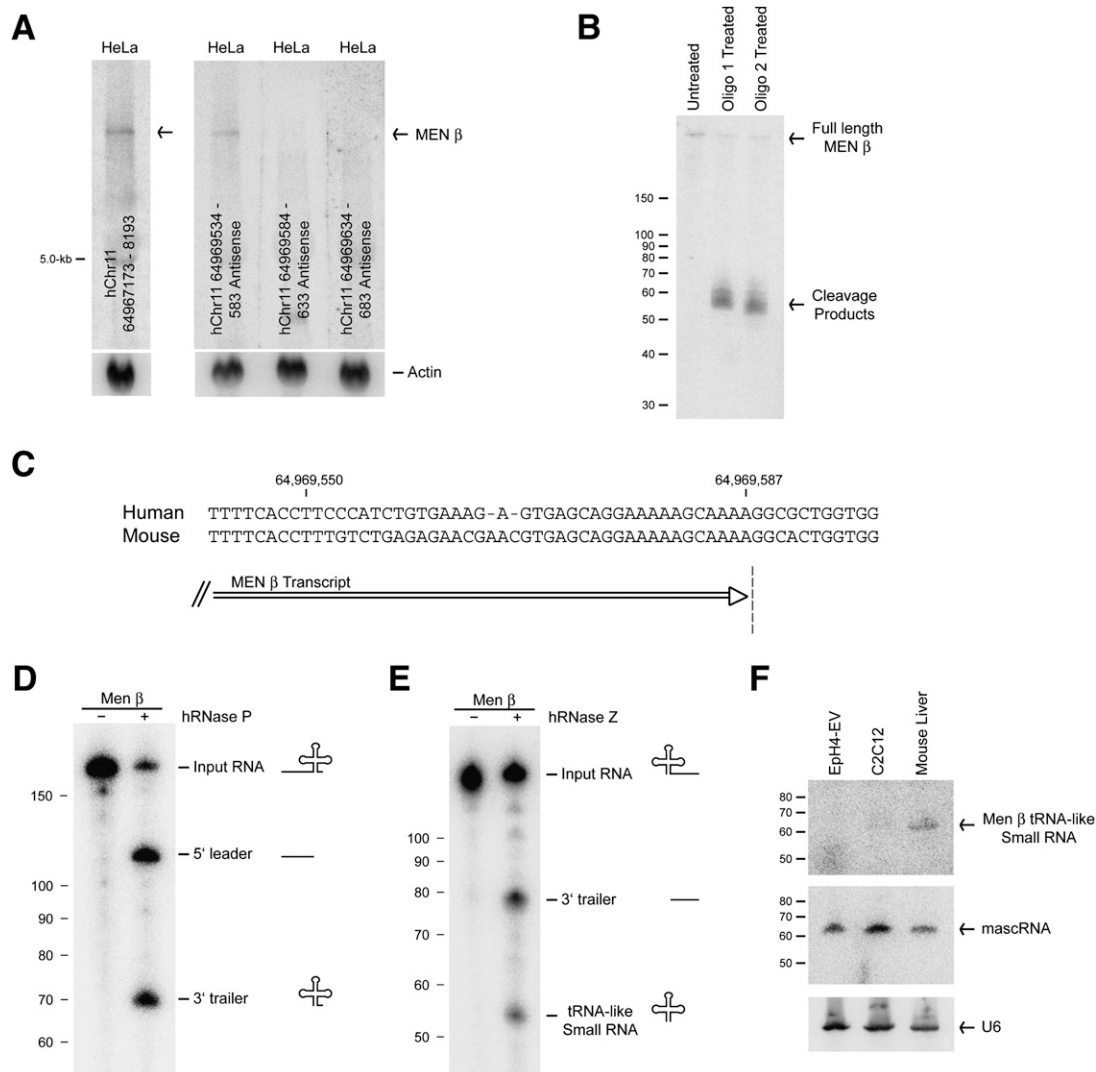 A
HeLa
HeLa
HeLa
HeLa
MEN β
5.0-kb
hChr11
64967173 - 8193
hChr11 64969534 -
583 Antisense
hChr11 64969584 -
633 Antisense
hChr11 64969634 -
683 Antisense
Actin
B
Untreated
Oligo 1 Treated
Oligo 2 Treated
Full length
MEN β
150
100
90
80
70
60
50
40
30
Cleavage
Products
C
64,969,550
64,969,587
Human TTTTCACCTTCCCATCTGTGAAAG-A-GTGAGCAGGAAAAAGCAAAAGGCGCTGGTGG
Mouse TTTTCACCTTTGTCTGAGAGAACGAACGTGAGCAGGAAAAAGCAAAAGGCACTGGTGG
MEN β Transcript
D
Men β
– + hRNase P
Input RNA
150
5' leader
100
90
80
70
3' trailer
60
E
Men β
– + hRNase Z
Input RNA
100
90
80
3' trailer
70
60
tRNA-like
Small RNA
50
F
EpH4-EV
C2C12
Mouse Liver
80
70
60
50
Men β tRNA-like
Small RNA
80
70
60
50
mascRNA
U6